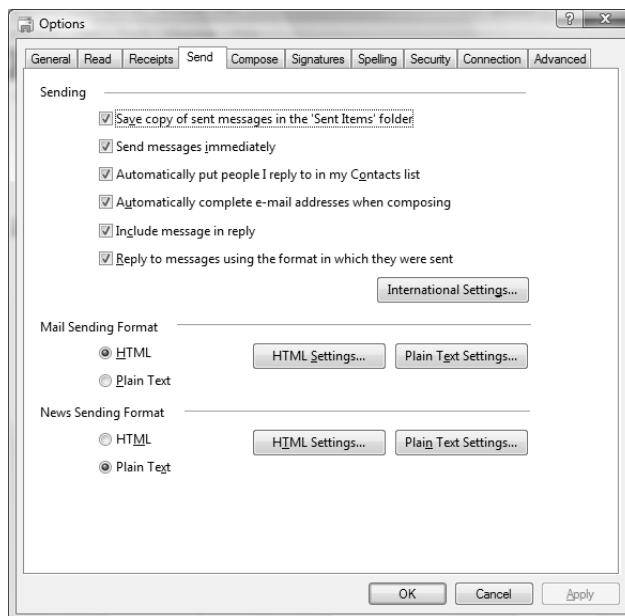 Options
General Read Receipts Send Compose Signatures Spelling Security Connection Advanced
Sending
Save copy of sent messages in the 'Sent Items' folder
Send messages immediately
Automatically put people I reply to in my Contacts list
Automatically complete e-mail addresses when composing
Include message in reply
Reply to messages using the format in which they were sent
International Settings...
Mail Sending Format
HTML HTML Settings... Plain Text Settings...
Plain Text
News Sending Format
HTML HTML Settings... Plain Text Settings...
Plain Text
OK Cancel Apply